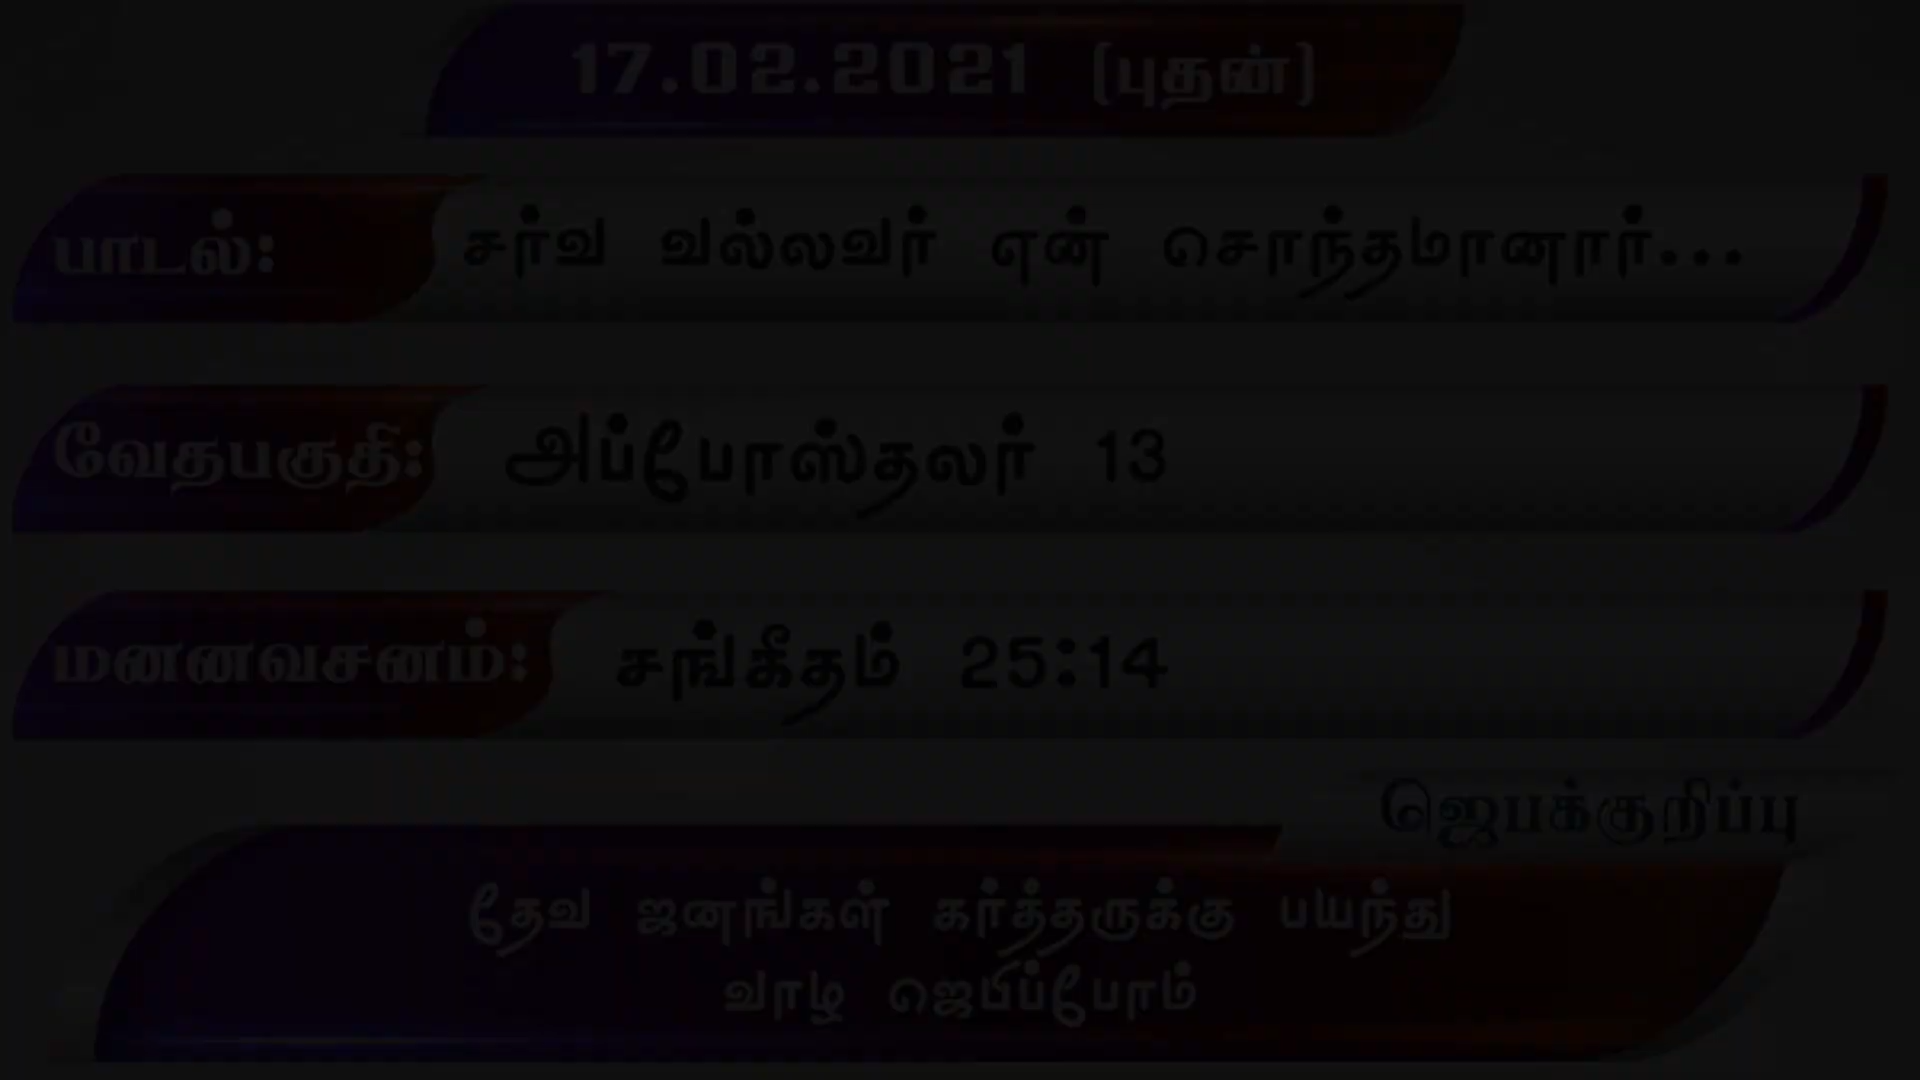 17.02.2021 (புதன்)
பாடல்: சர்வ வல்லவர் என் சொந்தமானார்...
வேதபகுதி: அப்போஸ்தலர் 13
மனனவசனம்: சங்கீதம் 25:14
ஜெபக்குறிப்பு
தேவ ஜனங்கள் கர்த்தருக்கு பயந்து
வாழ ஜெபிப்போம்